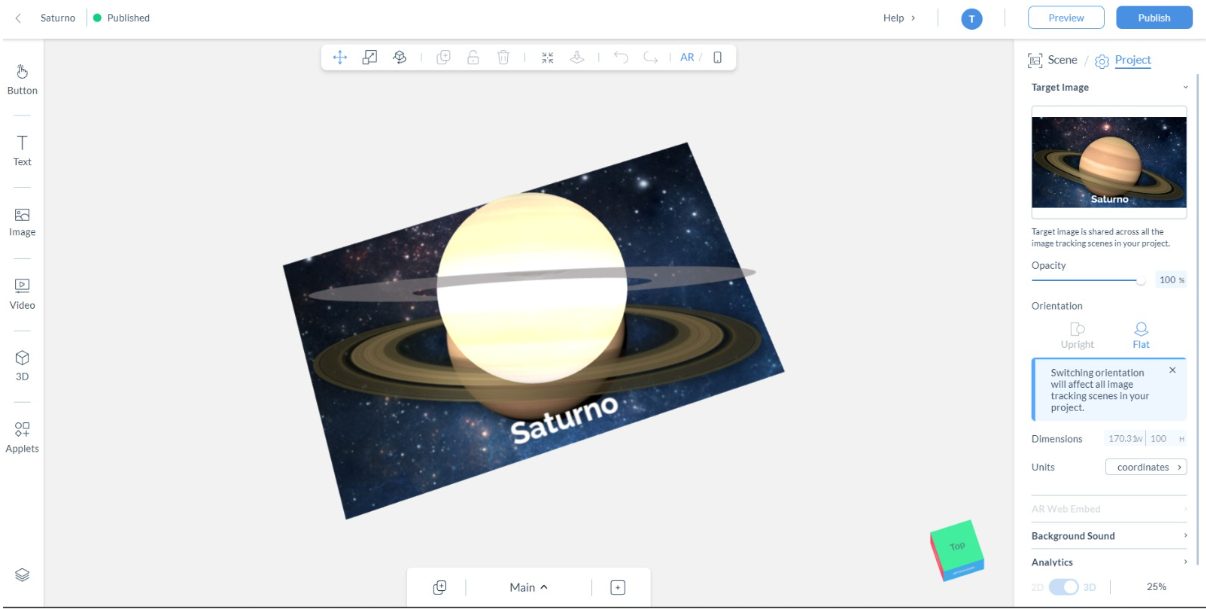 Saturno
Published
Help
T
Preview
Publish
AR /
Button
Text
Image
Video
3D
Applets
Saturno
Top
Main
Scene / Project
Target Image
Saturno
Target Image is shared across all the
image tracking scenes in your project.
Opacity
100 %
Orientation
Upright
Flat
Switching orientation
will affect all image
tracking scenes in your
project.
Dimensions
170.31W
100 H
Units
coordinates
AR Web Embed
Background Sound
Analytics
2D
3D
25%